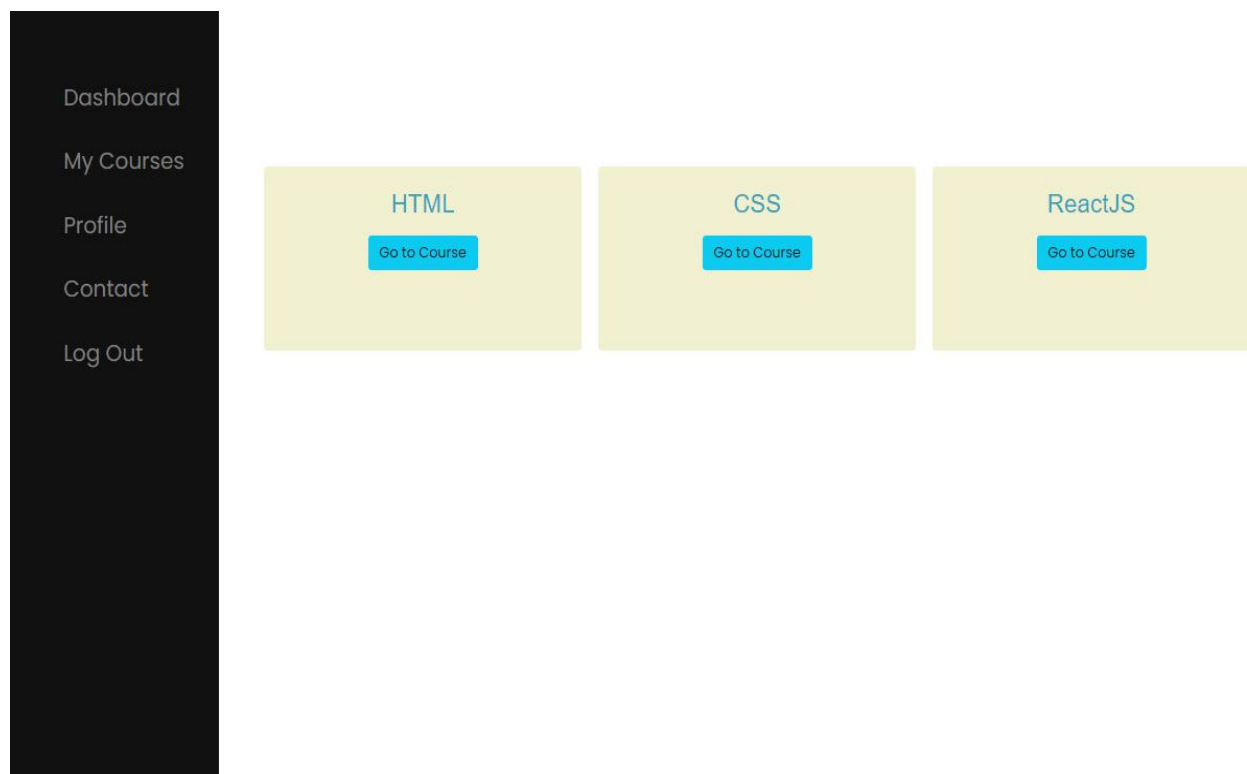 Dashboard
My Courses
Profile
Contact
Log Out
HTML
Go to Course
CSS
Go to Course
ReactJS
Go to Course